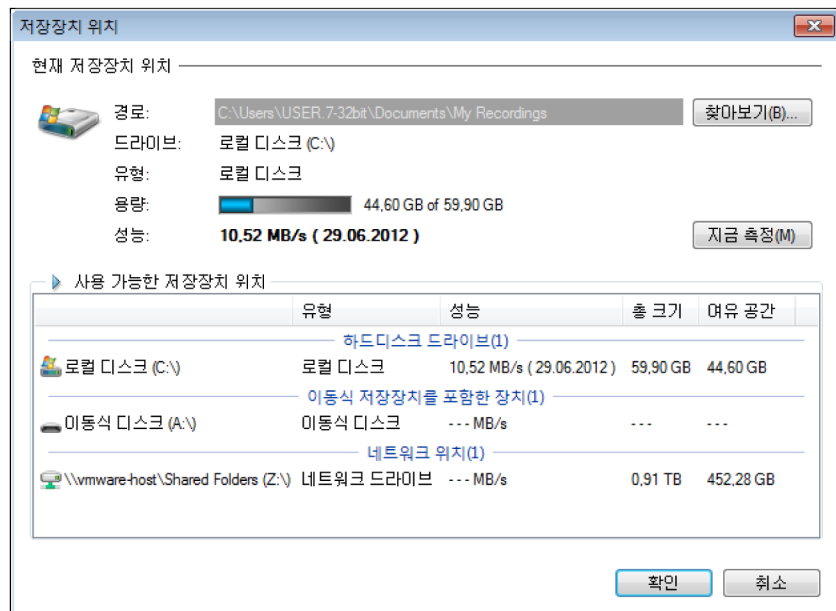 저장장치 위치
현재 저장장치 위치
경로: C:\Users\USER.7-32bit\Documents\My Recordings 찾아보기(B)...
드라이브: 로컬 디스크 (C:\)
유형: 로컬 디스크
용량: 44,60 GB of 59,90 GB
성능: 10,52 MB/s ( 29.06.2012 ) 지금 측정(M)
사용 가능한 저장장치 위치
유형 성능 총 크기 여유 공간
하드디스크 드라이브(1)
로컬 디스크 (C:\) 로컬 디스크 10,52 MB/s ( 29.06.2012 ) 59,90 GB 44,60 GB
이동식 저장장치를 포함한 장치(1)
이동식 디스크 (A:\) 이동식 디스크 - - - MB/s - - - - - -
네트워크 위치(1)
\\vmware-host\Shared Folders (Z:\) 네트워크 드라이브 - - - MB/s 0,91 TB 452,28 GB
확인 취소